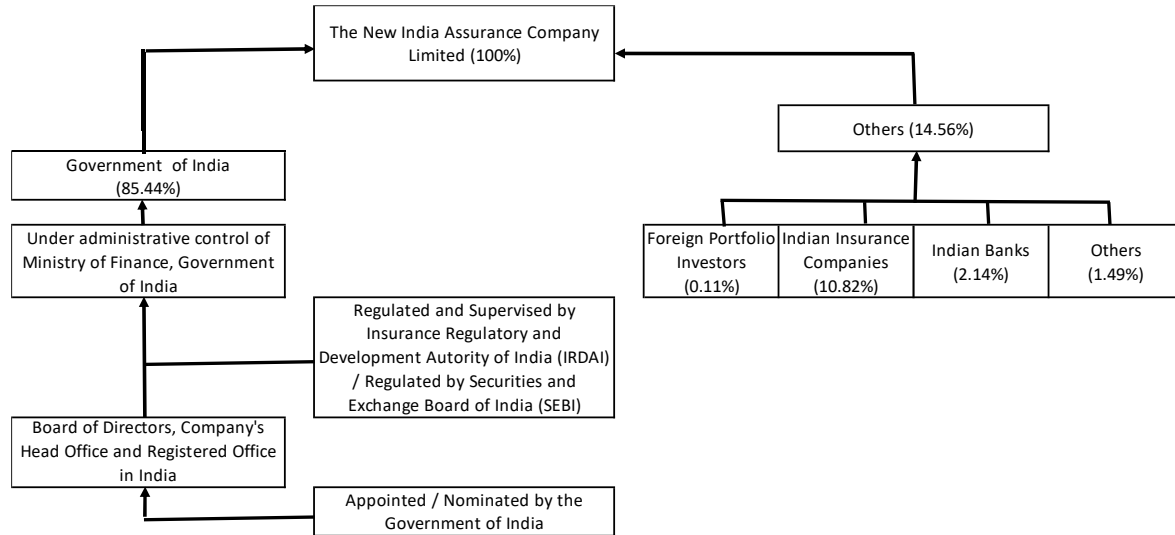 The New India Assurance Company
Limited (100%)
Others (14.56%)
Government of India
(85.44%)
Under administrative control of
Ministry of Finance, Government
of India
Foreign Portfolio
Investors
(0.11%)
Indian Insurance
Companies
(10.82%)
Indian Banks
(2.14%)
Others
(1.49%)
Regulated and Supervised by
Insurance Regulatory and
Development Autority of India (IRDAI)
/ Regulated by Securities and
Exchange Board of India (SEBI)
Board of Directors, Company's
Head Office and Registered Office
in India
Appointed / Nominated by the
Government of India